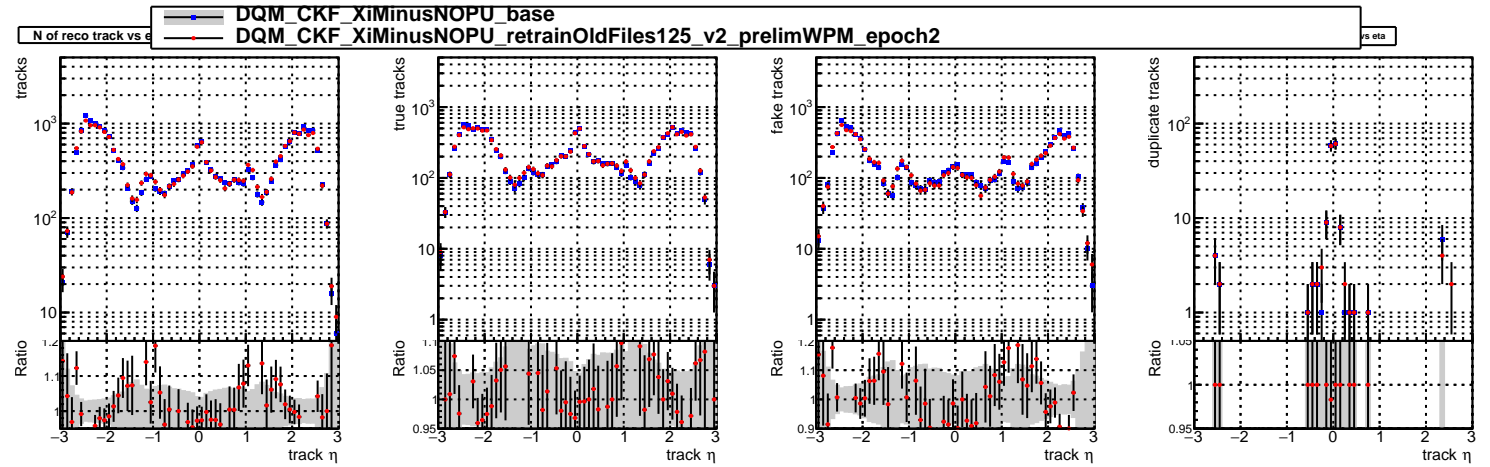 DQM_CKF_XiMinusNOPU_base
DQM_CKF_XiMinusNOPU_retrainOldFiles125_v2_prelimWPM_epoch2
N of reco track vs e
vs eta
tracks
10³
10²
10
Ratio
1.2
1.1
1
−3 −2 −1 0 1 2 3
track η
true tracks
10³
10²
10
1
Ratio
1.1
1.05
1
0.95
−3 −2 −1 0 1 2 3
track η
fake tracks
10³
10²
10
1
Ratio
1.2
1.1
1
0.9
−3 −2 −1 0 1 2 3
track η
duplicate tracks
10²
10
1
Ratio
1.05
1
0.95
−3 −2 −1 0 1 2 3
track η